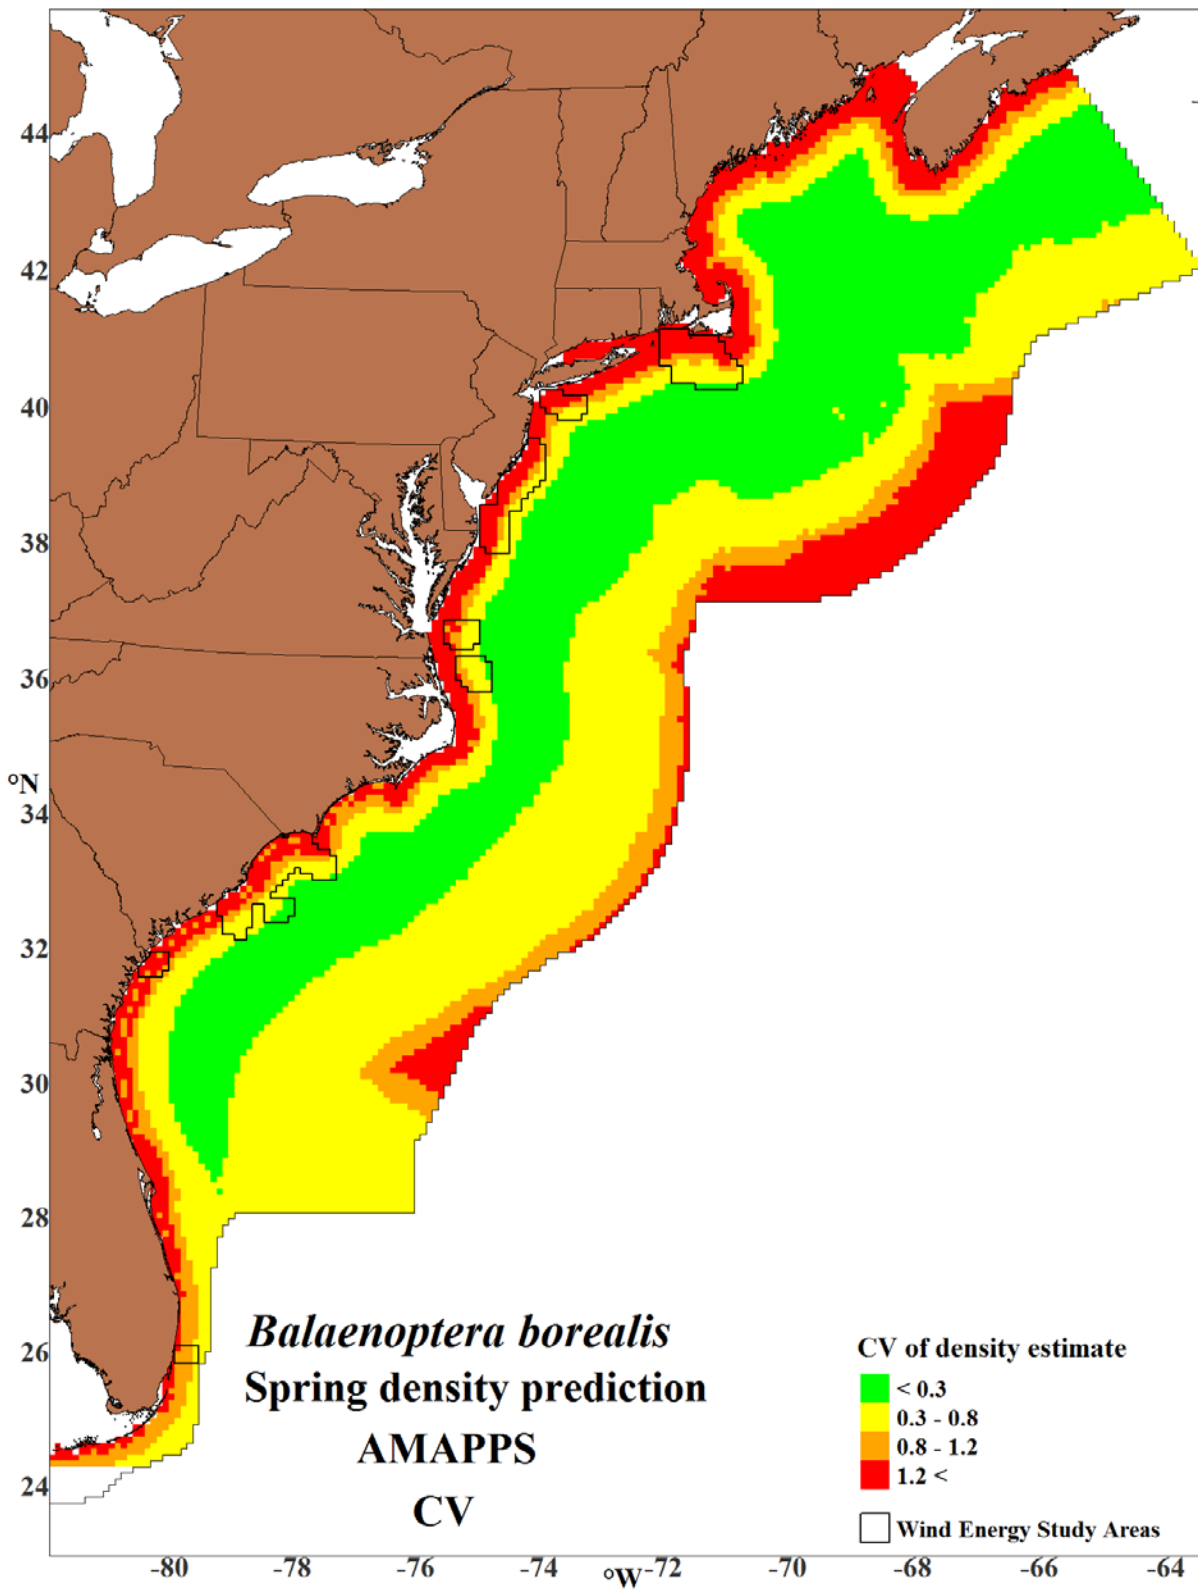 44
42
40
38
36
°N
34
32
30
28
26
24
Balaenoptera borealis
Spring density prediction
AMAPPS
CV
CV of density estimate
< 0.3
0.3 - 0.8
0.8 - 1.2
1.2 <
Wind Energy Study Areas
-80 -78 -76 -74 °W -72 -70 -68 -66 -64